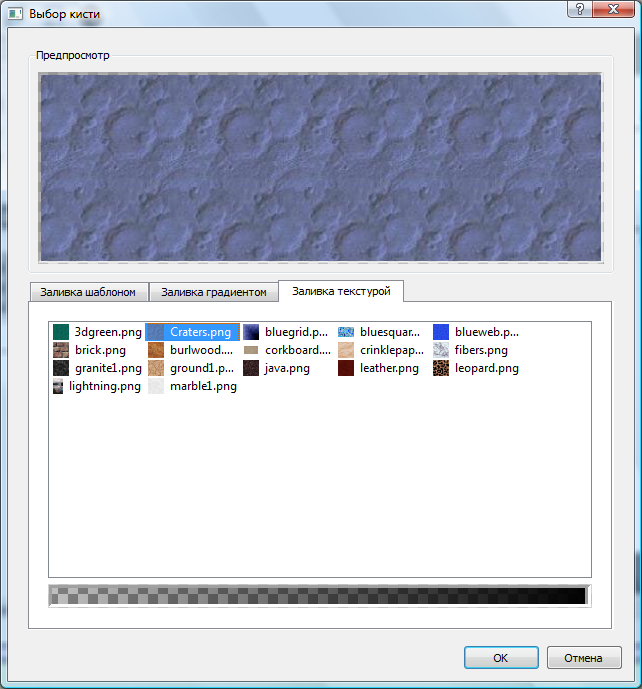 Выбор кисти
Предпросмотр
Заливка шаблоном Заливка градиентом Заливка текстурой
3dgreen.png Craters.png bluegrid.p... bluesquar... blueweb.p...
brick.png burlwood.... corkboard.... crinklepap... fibers.png
granite1.png ground1.p... java.png leather.png leopard.png
lightning.png marble1.png
OK Отмена